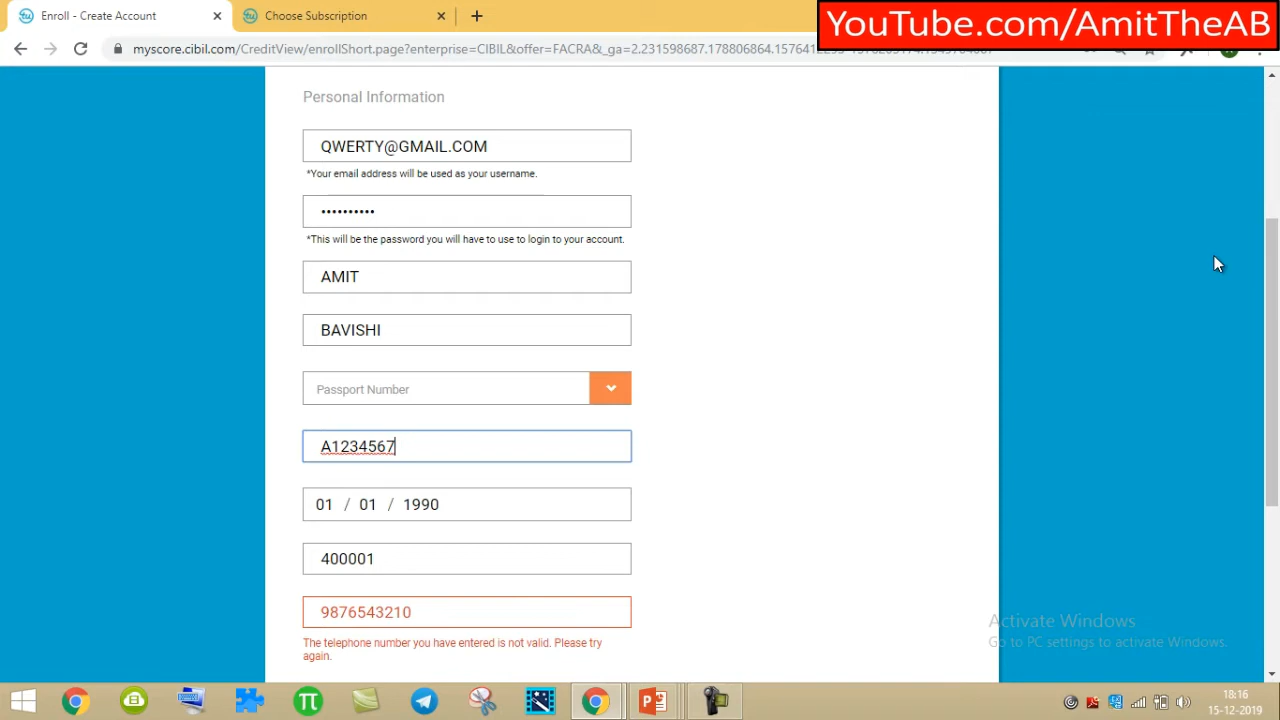 Enroll - Create Account
Choose Subscription
YouTube.com/AmitTheAB
myscore.cibil.com/CreditView/enrollShort.page?enterprise=CIBIL&offer=FACRA&_ga=2.231598687.178806864.1576412
Personal Information
QWERTY@GMAIL.COM
*Your email address will be used as your username.
••••••••••
*This will be the password you will have to use to login to your account.
AMIT
BAVISHI
Passport Number
A1234567
01 / 01 / 1990
400001
9876543210
The telephone number you have entered is not valid. Please try
again.
Activate Windows
Go to PC settings to activate Windows.
18:16
15-12-2019